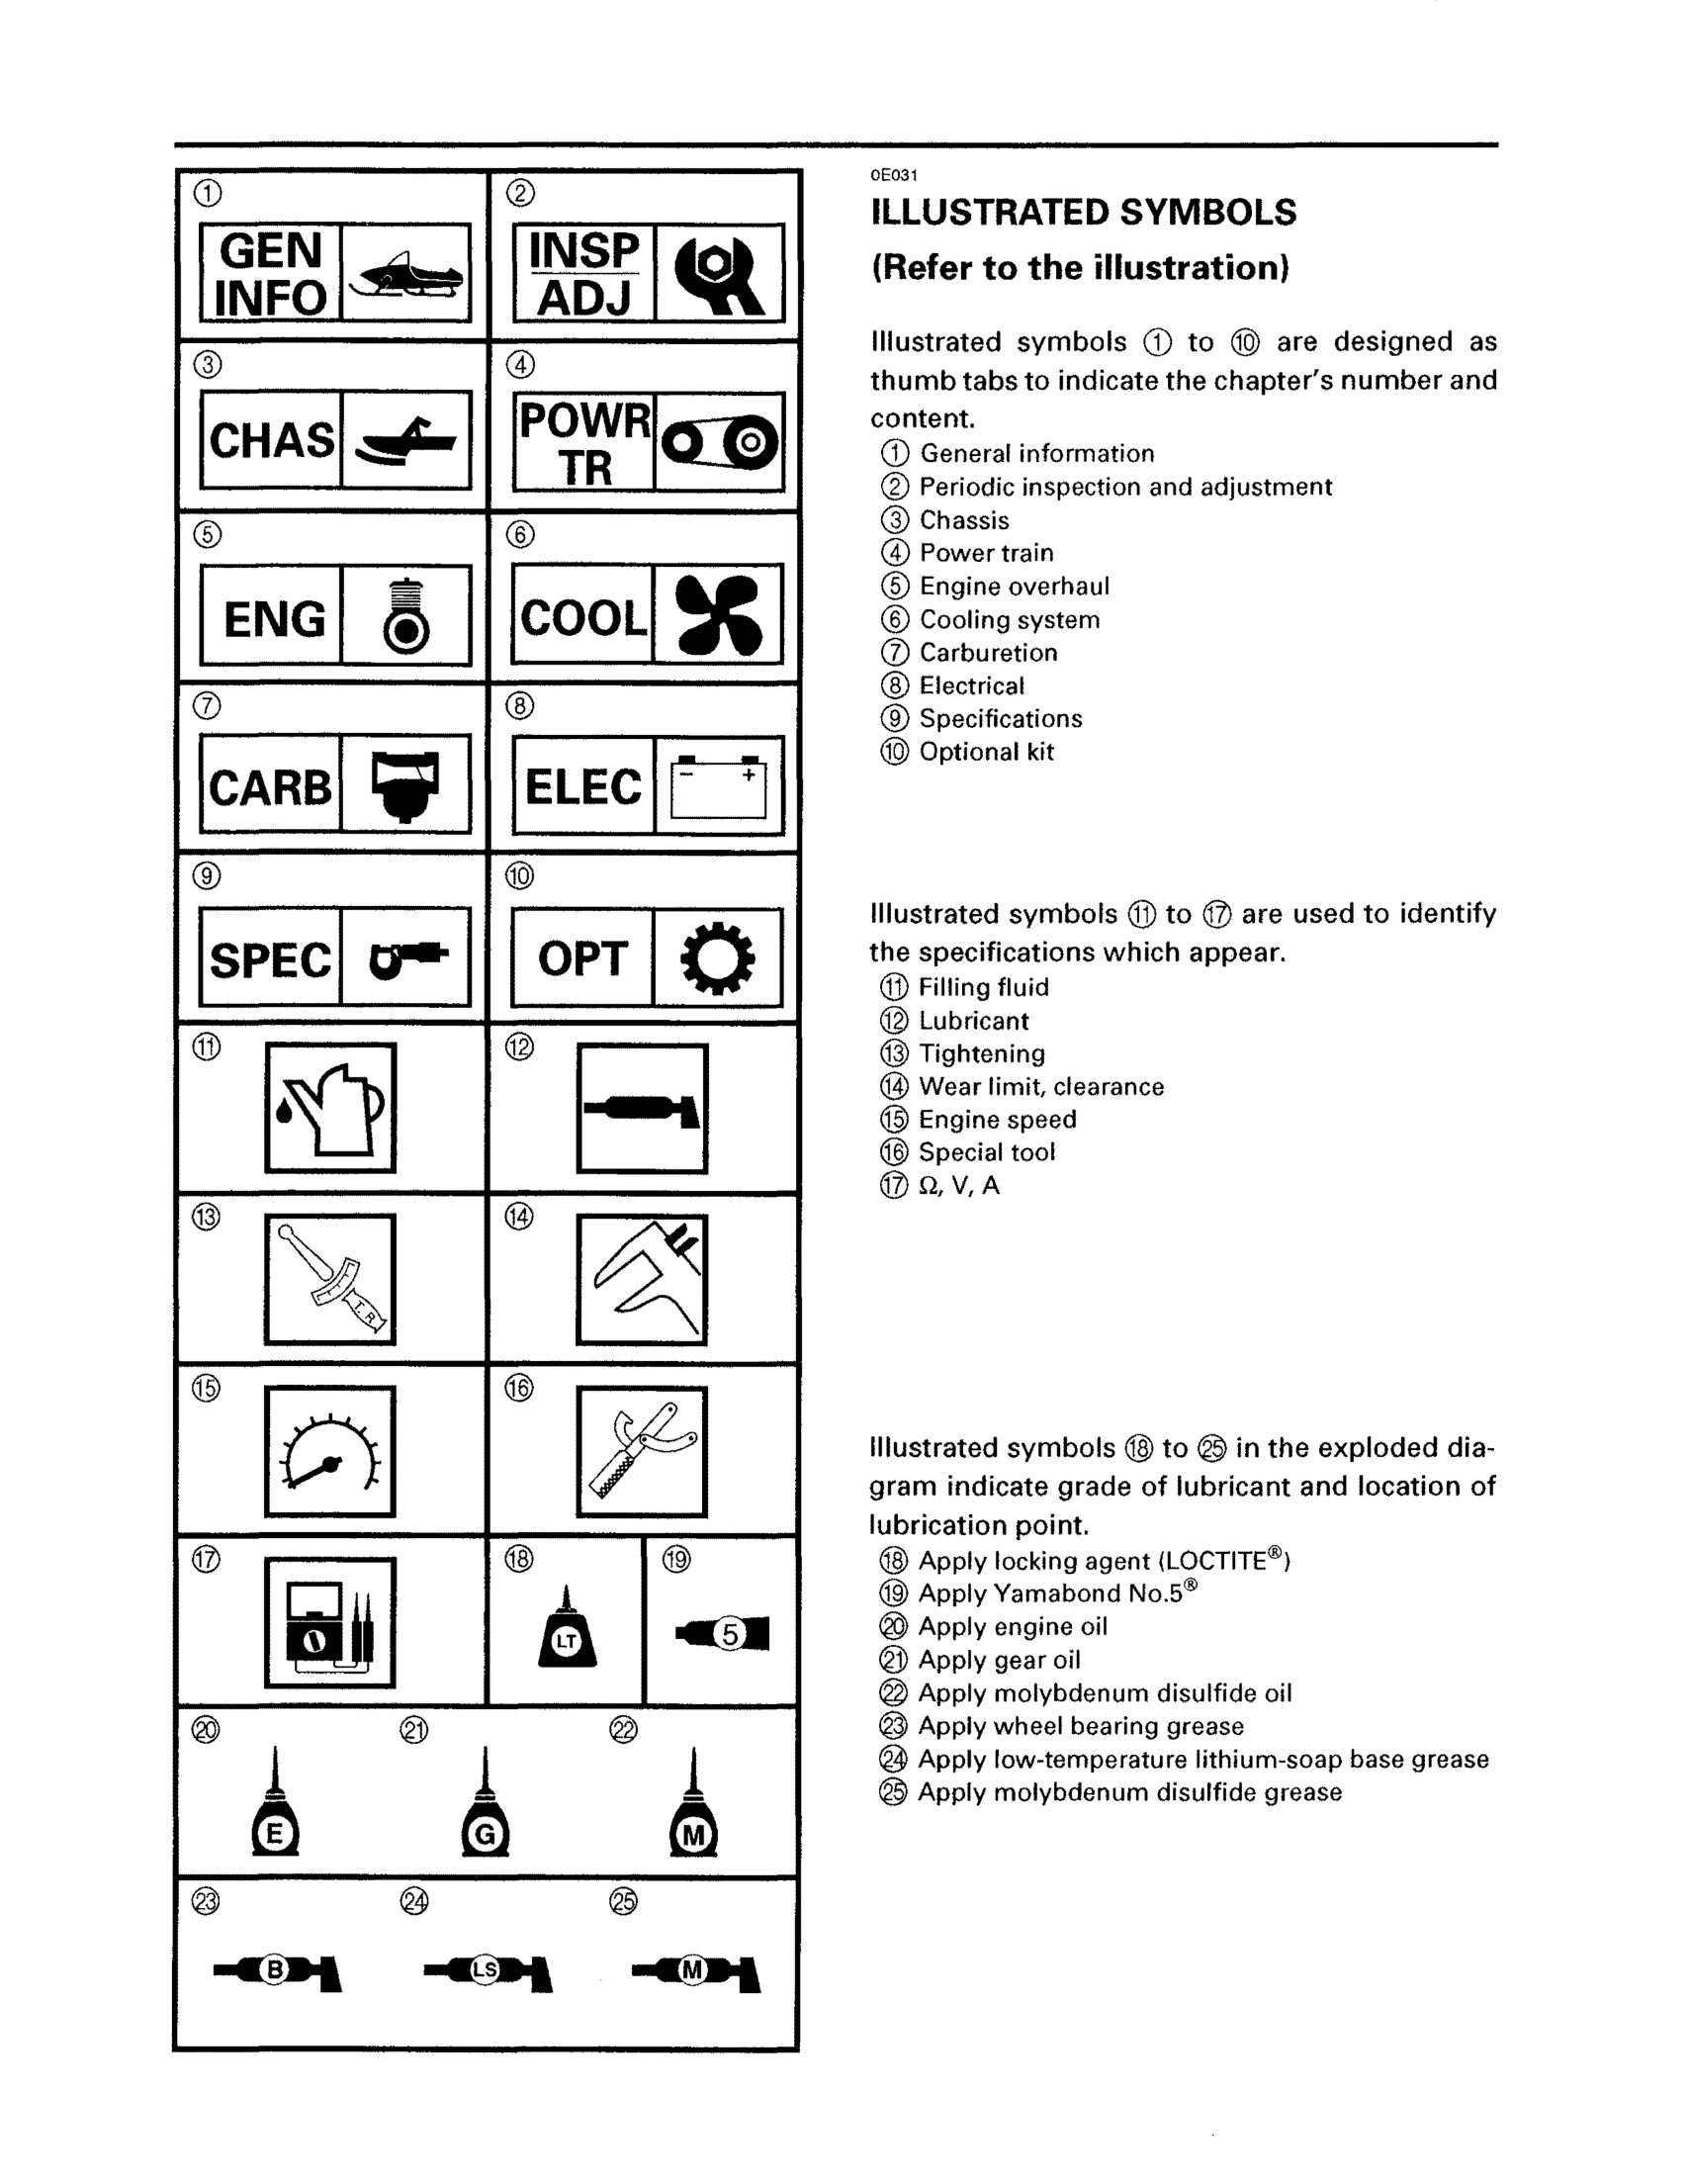 ①
GEN
INFO
②
INSP
ADJ
③
CHAS
④
POWR
TR
⑤
ENG
⑥
COOL
⑦
CARB
⑧
ELEC
− +
⑨
SPEC
⑩
OPT
⑪
⑫
⑬
T.R
⑭
⑮
⑯
⑰
⑱
LT
⑲
5
⑳ ㉑ ㉒
E G M
㉓ ㉔ ㉕
B LS M
0E031
ILLUSTRATED SYMBOLS
(Refer to the illustration)
Illustrated symbols ① to ⑩ are designed as
thumb tabs to indicate the chapter's number and
content.
① General information
② Periodic inspection and adjustment
③ Chassis
④ Power train
⑤ Engine overhaul
⑥ Cooling system
⑦ Carburetion
⑧ Electrical
⑨ Specifications
⑩ Optional kit
Illustrated symbols ⑪ to ⑰ are used to identify
the specifications which appear.
⑪ Filling fluid
⑫ Lubricant
⑬ Tightening
⑭ Wear limit, clearance
⑮ Engine speed
⑯ Special tool
⑰ Ω, V, A
Illustrated symbols ⑱ to ㉕ in the exploded dia-
gram indicate grade of lubricant and location of
lubrication point.
⑱ Apply locking agent (LOCTITE®)
⑲ Apply Yamabond No.5®
⑳ Apply engine oil
㉑ Apply gear oil
㉒ Apply molybdenum disulfide oil
㉓ Apply wheel bearing grease
㉔ Apply low-temperature lithium-soap base grease
㉕ Apply molybdenum disulfide grease